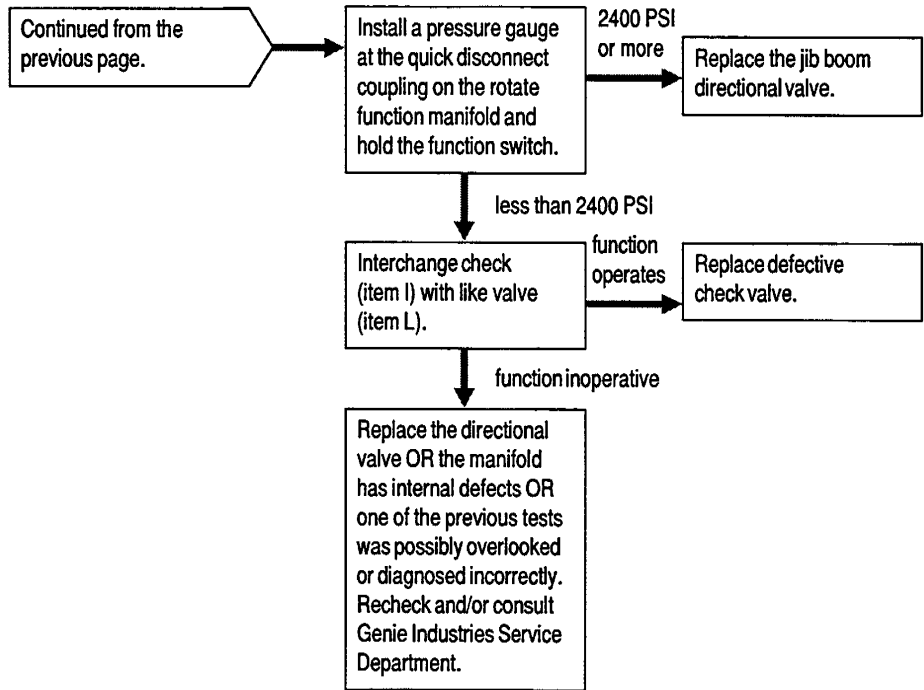 Continued from the
previous page.
Install a pressure gauge
at the quick disconnect
coupling on the rotate
function manifold and
hold the function switch.
2400 PSI
or more
Replace the jib boom
directional valve.
less than 2400 PSI
Interchange check
(item I) with like valve
(item L).
function
operates
Replace defective
check valve.
function inoperative
Replace the directional
valve OR the manifold
has internal defects OR
one of the previous tests
was possibly overlooked
or diagnosed incorrectly.
Recheck and/or consult
Genie Industries Service
Department.